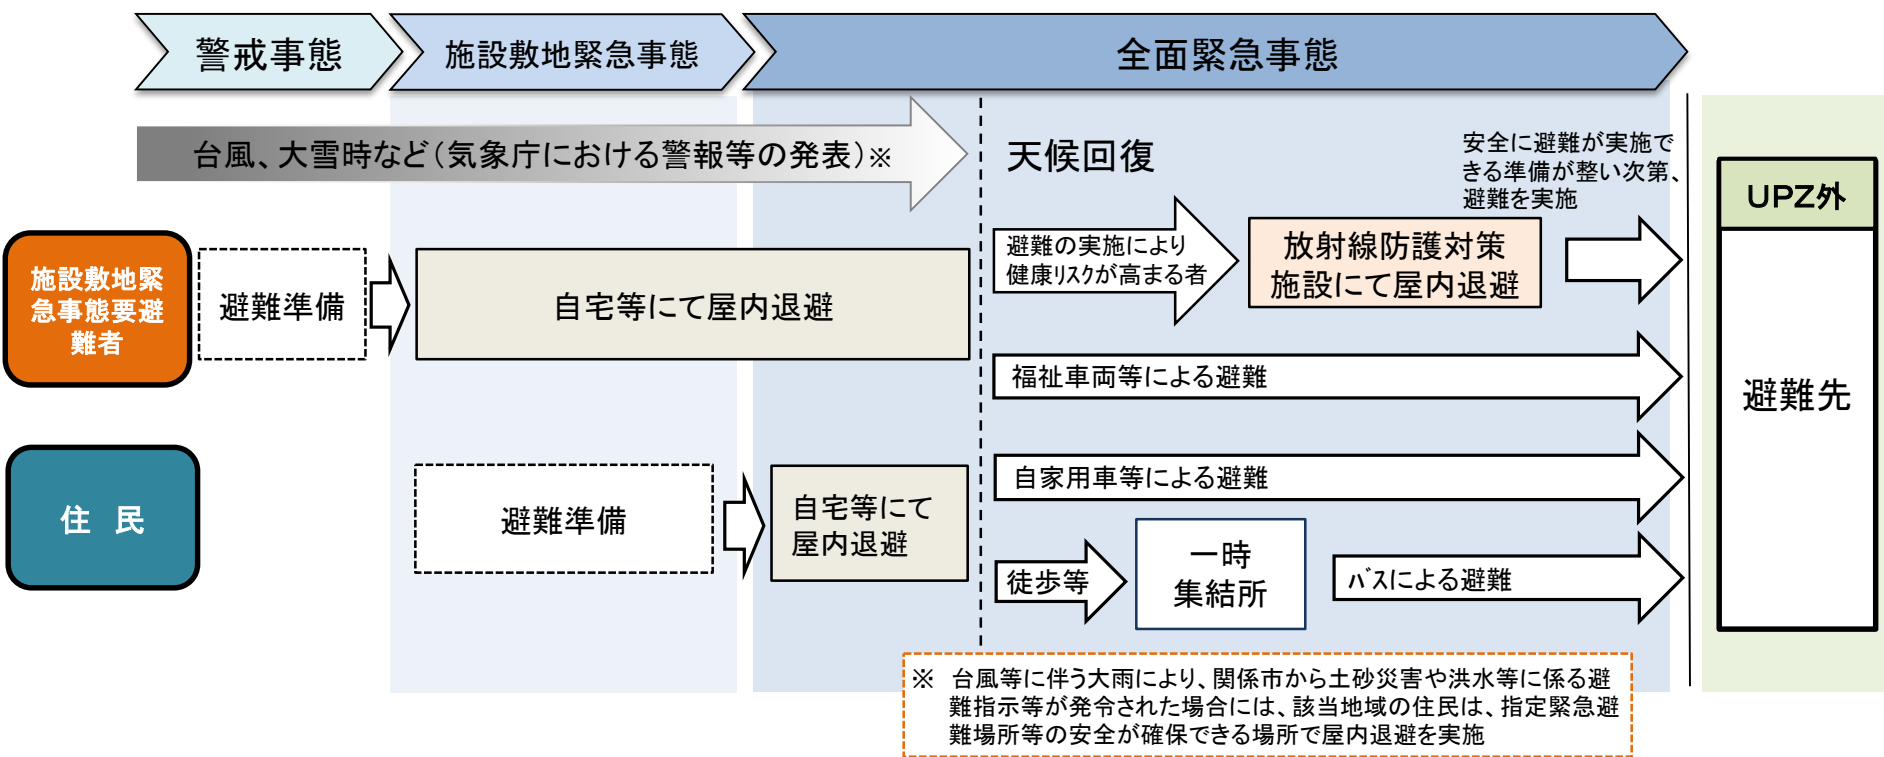 警戒事態
施設敷地緊急事態
全面緊急事態
台風、大雪時など（気象庁における警報等の発表）※
天候回復
安全に避難が実施で
きる準備が整い次第、
避難を実施
UPZ外
避難先
施設敷地緊
急事態要避
難者
避難準備
自宅等にて屋内退避
避難の実施により
健康ﾘｽｸが高まる者
放射線防護対策
施設にて屋内退避
福祉車両等による避難
住　民
避難準備
自宅等にて
屋内退避
自家用車等による避難
徒歩等
一時
集結所
ﾊﾞｽによる避難
※　台風等に伴う大雨により、関係市から土砂災害や洪水等に係る避
難指示等が発令された場合には、該当地域の住民は、指定緊急避
難場所等の安全が確保できる場所で屋内退避を実施